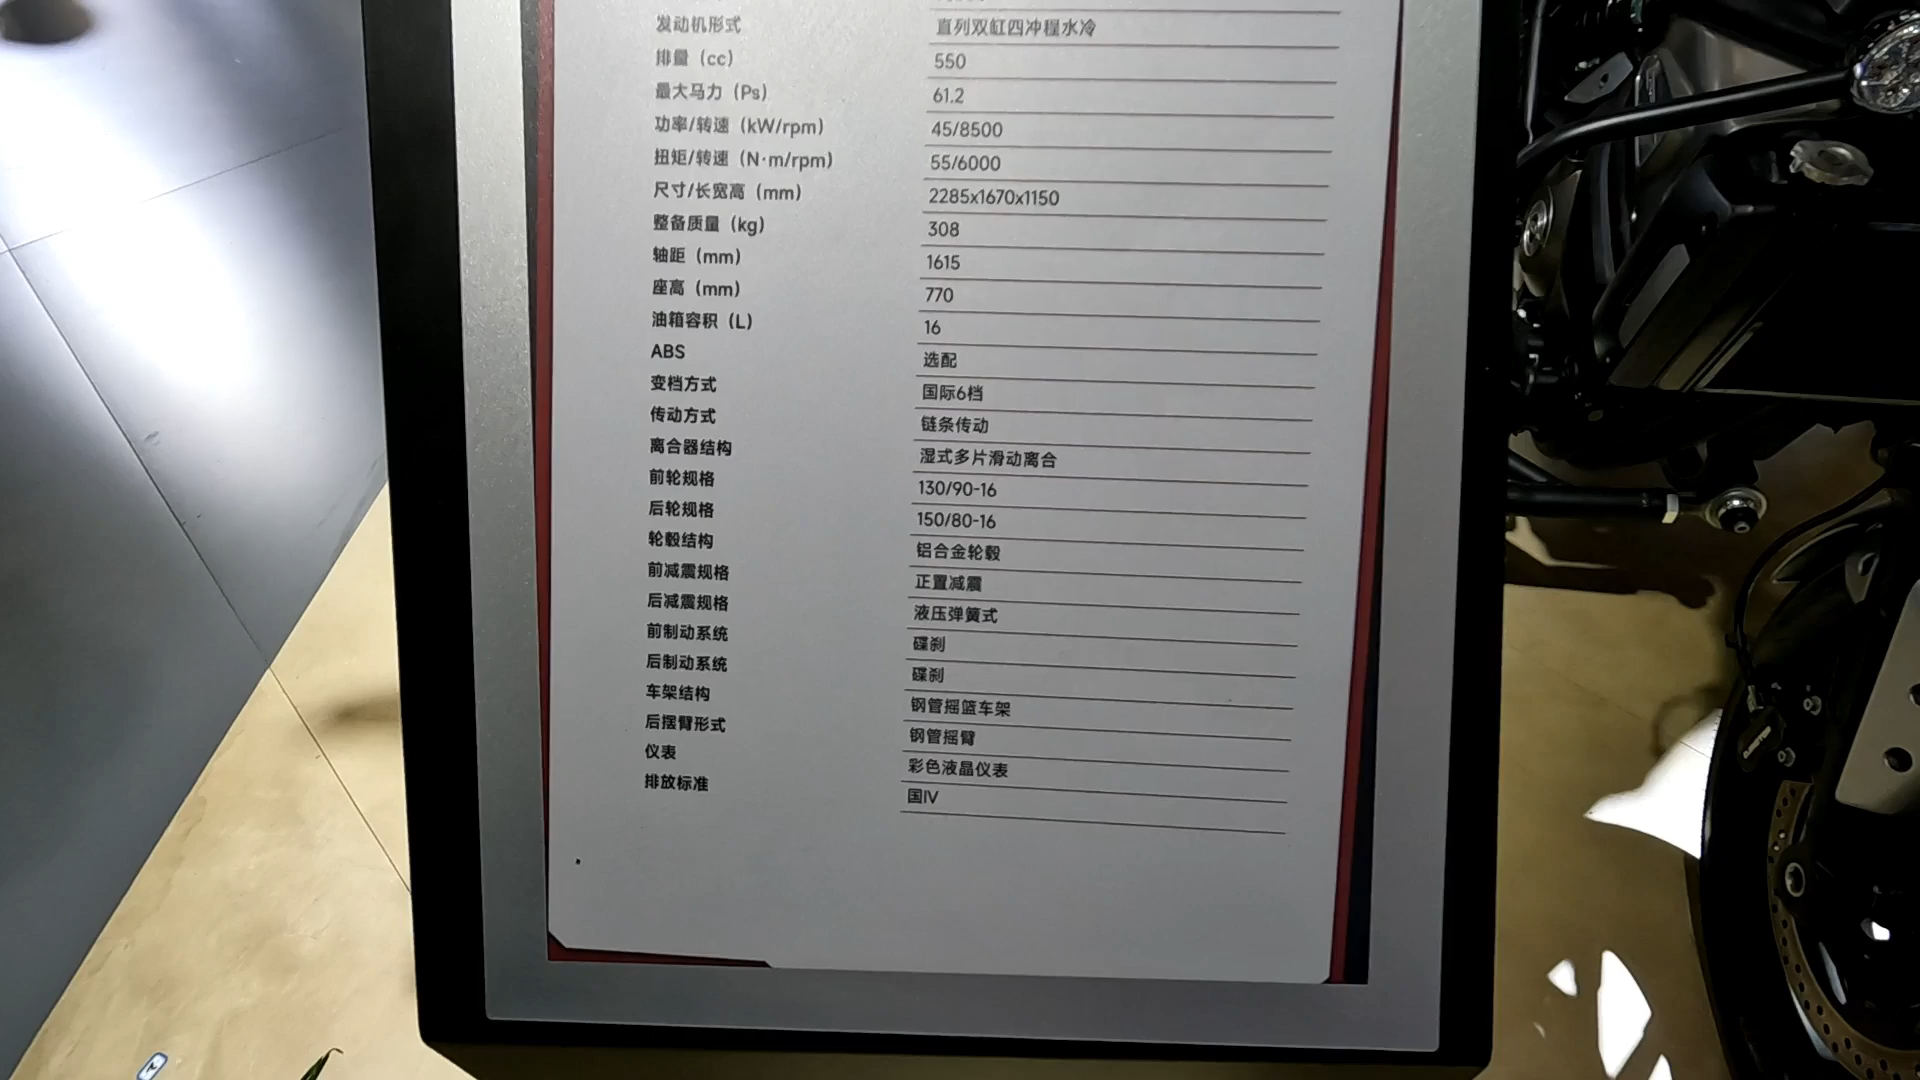 发动机形式 直列双缸四冲程水冷
排量（cc） 550
最大马力（Ps） 61.2
功率/转速（kW/rpm） 45/8500
扭矩/转速（N·m/rpm） 55/6000
尺寸/长宽高（mm） 2285x1670x1150
整备质量（kg） 308
轴距（mm） 1615
座高（mm） 770
油箱容积（L） 16
ABS 选配
变档方式 国际6档
传动方式 链条传动
离合器结构 湿式多片滑动离合
前轮规格 130/90-16
后轮规格 150/80-16
轮毂结构 铝合金轮毂
前减震规格 正置减震
后减震规格 液压弹簧式
前制动系统 碟刹
后制动系统 碟刹
车架结构 钢管摇篮车架
后摆臂形式 钢管摇臂
仪表 彩色液晶仪表
排放标准 国IV